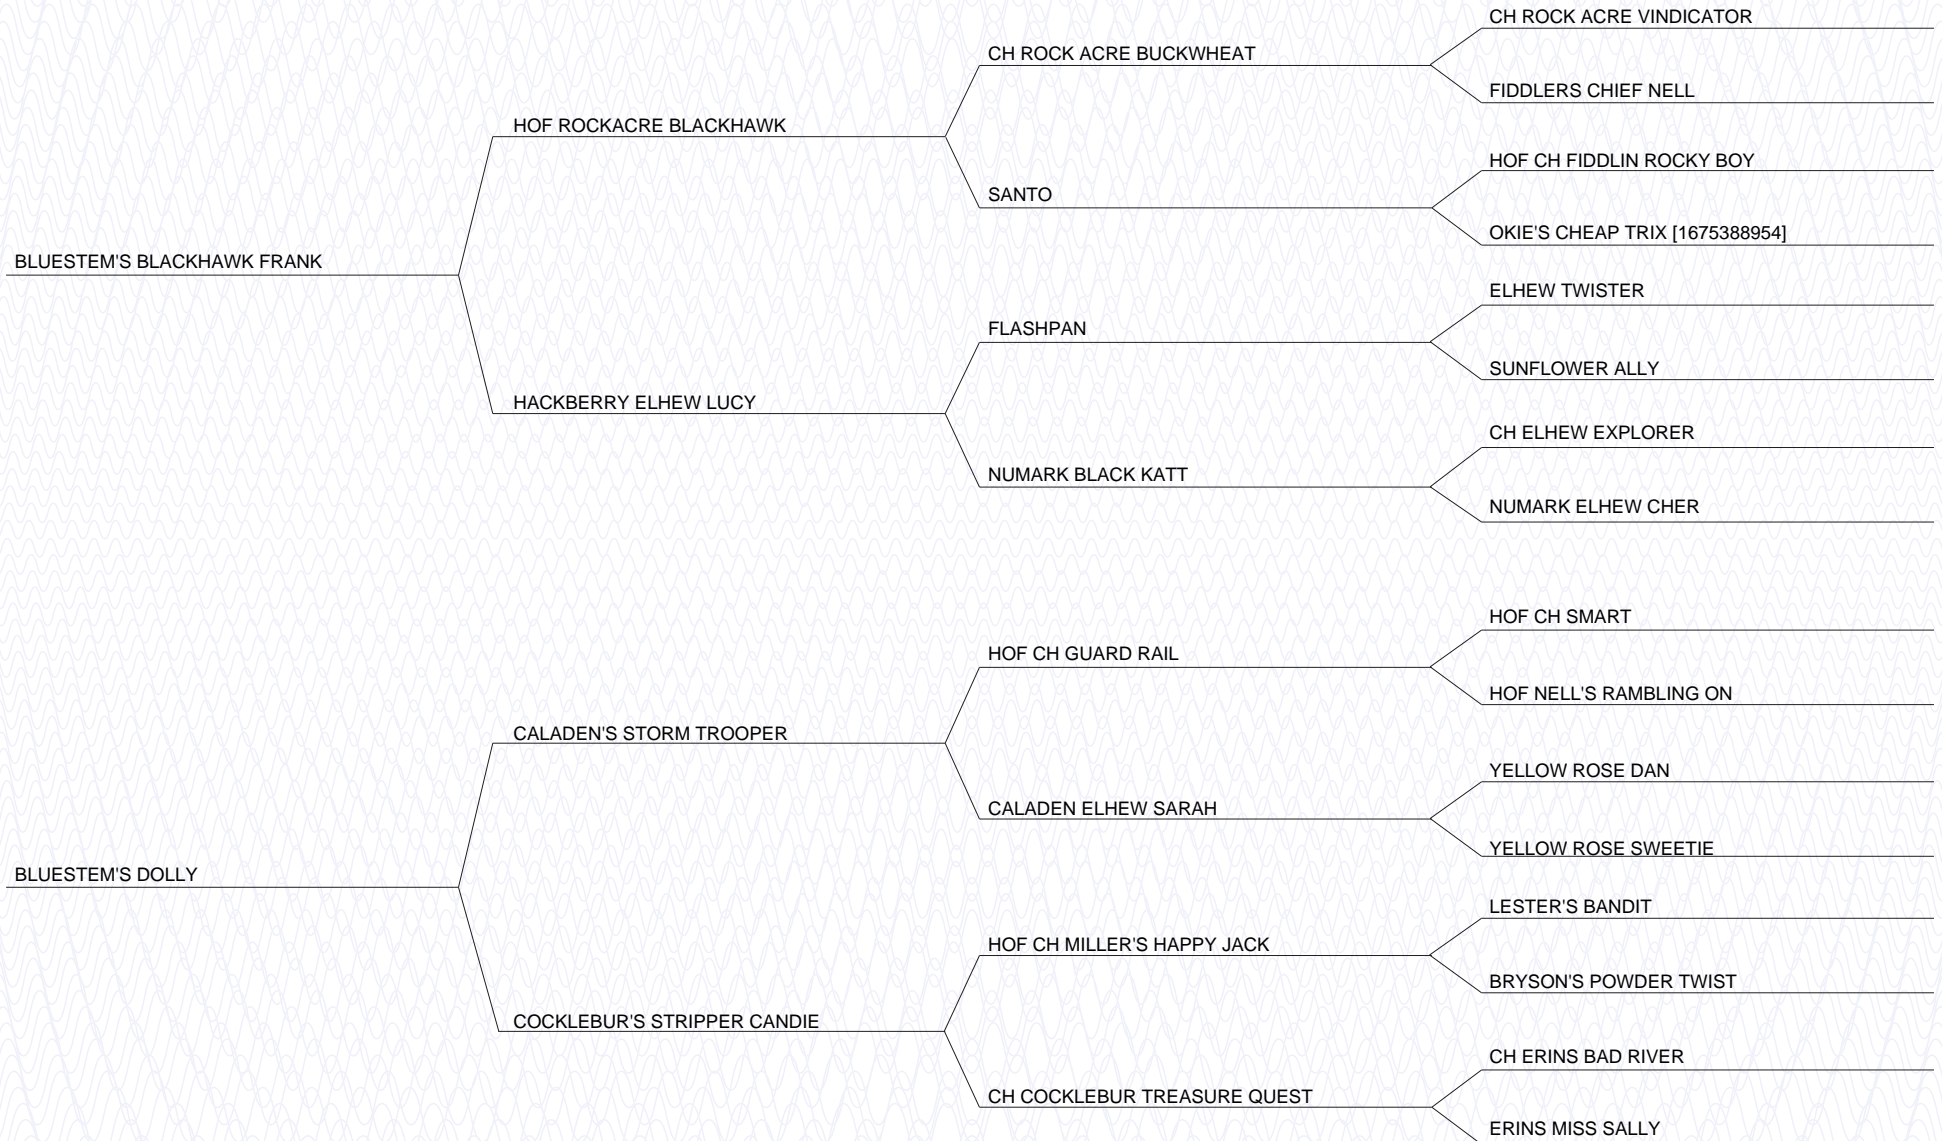 CH ROCK ACRE VINDICATOR
CH ROCK ACRE BUCKWHEAT
FIDDLERS CHIEF NELL
HOF ROCKACRE BLACKHAWK
HOF CH FIDDLIN ROCKY BOY
SANTO
OKIE'S CHEAP TRIX [1675388954]
BLUESTEM'S BLACKHAWK FRANK
ELHEW TWISTER
FLASHPAN
SUNFLOWER ALLY
HACKBERRY ELHEW LUCY
CH ELHEW EXPLORER
NUMARK BLACK KATT
NUMARK ELHEW CHER
HOF CH SMART
HOF CH GUARD RAIL
HOF NELL'S RAMBLING ON
CALADEN'S STORM TROOPER
YELLOW ROSE DAN
CALADEN ELHEW SARAH
YELLOW ROSE SWEETIE
BLUESTEM'S DOLLY
LESTER'S BANDIT
HOF CH MILLER'S HAPPY JACK
BRYSON'S POWDER TWIST
COCKLEBUR'S STRIPPER CANDIE
CH ERINS BAD RIVER
CH COCKLEBUR TREASURE QUEST
ERINS MISS SALLY